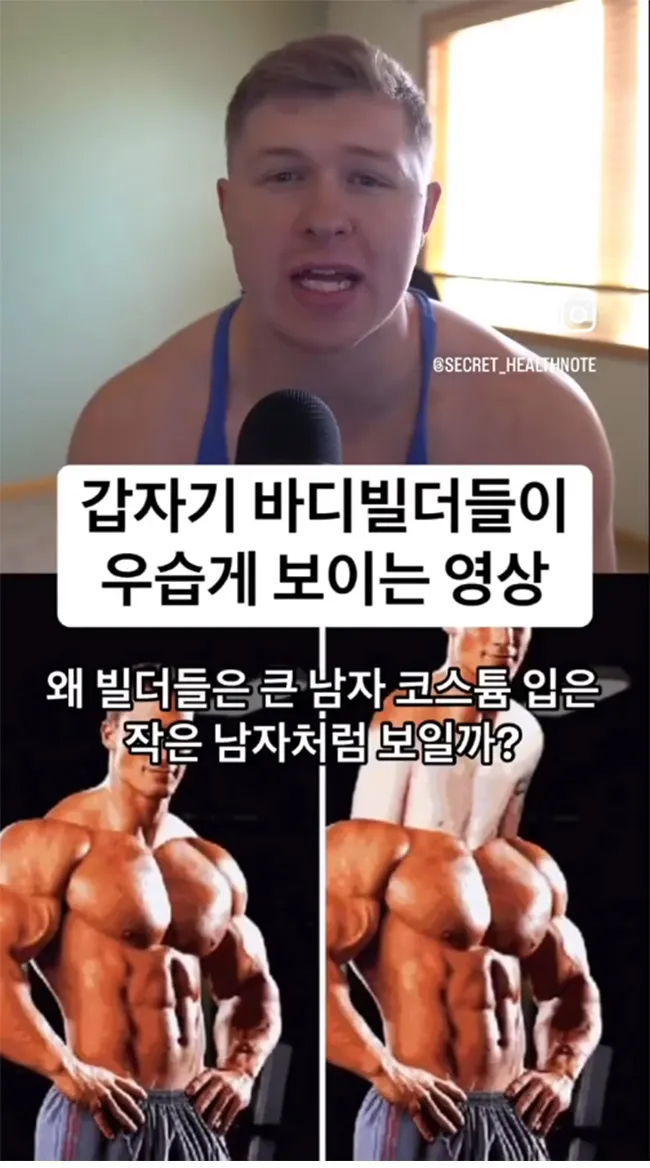 @SECRET_HEALTHNOTE
갑자기 바디빌더들이
우습게 보이는 영상
왜 빌더들은 큰 남자 코스튬 입은
작은 남자처럼 보일까?